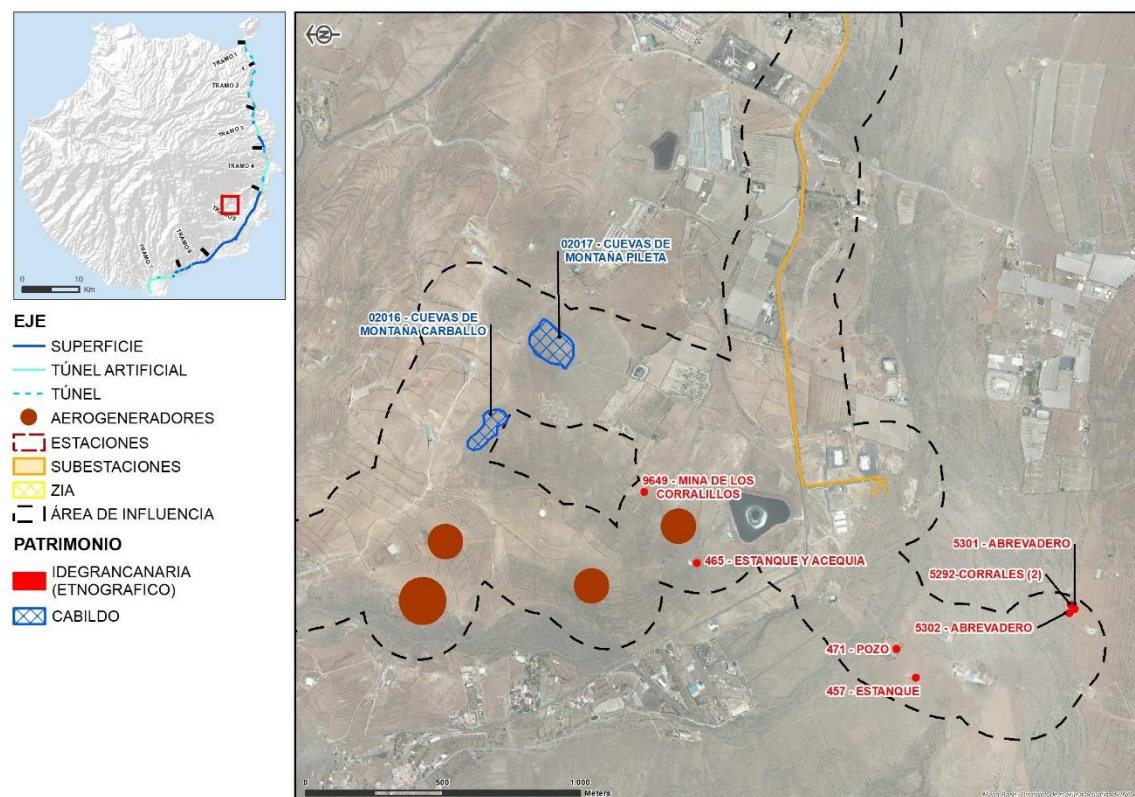 TRAMO 1
TRAMO 2
TRAMO 3
TRAMO 4
TRAMO5
TRAMO 6
TRAMO 7
0 10
Km
EJE
SUPERFICIE
TÚNEL ARTIFICIAL
TÚNEL
AEROGENERADORES
ESTACIONES
SUBESTACIONES
ZIA
ÁREA DE INFLUENCIA
PATRIMONIO
IDEGRANCANARIA
(ETNOGRAFICO)
CABILDO
N
02017 - CUEVAS DE
MONTAÑA PILETA
02016 - CUEVAS DE
MONTAÑA CARBALLO
9649 - MINA DE LOS
CORRALILLOS
465 - ESTANQUE Y ACEQUIA
5301 - ABREVADERO
5292-CORRALES (2)
5302 - ABREVADERO
471 - POZO
457 - ESTANQUE
0 500 1.000
Meters